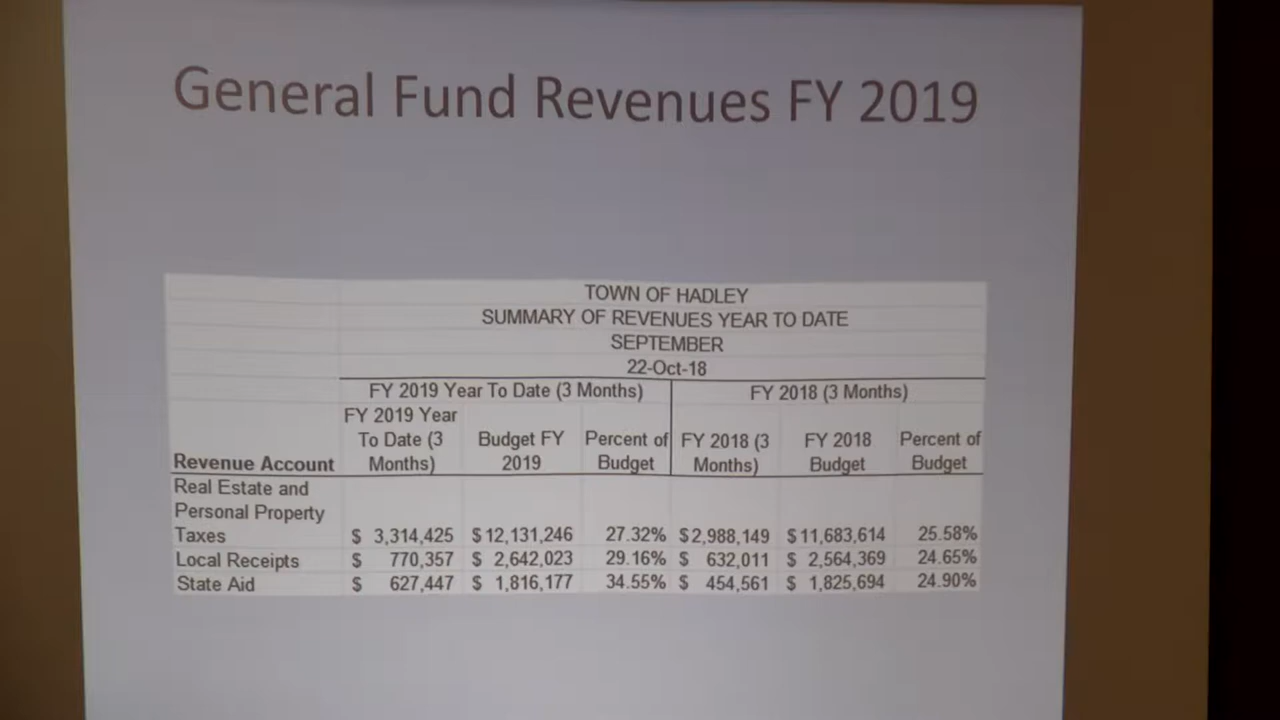 General Fund Revenues FY 2019
TOWN OF HADLEY
SUMMARY OF REVENUES YEAR TO DATE
SEPTEMBER
22-Oct-18
FY 2019 Year To Date (3 Months) FY 2018 (3 Months)
FY 2019 Year
To Date (3 Budget FY Percent of FY 2018 (3 FY 2018 Percent of
Revenue Account Months) 2019 Budget Months) Budget Budget
Real Estate and
Personal Property
Taxes $ 3,314,425 $ 12,131,246 27.32% $ 2,988,149 $ 11,683,614 25.58%
Local Receipts $ 770,357 $ 2,642,023 29.16% $ 632,011 $ 2,564,369 24.65%
State Aid $ 627,447 $ 1,816,177 34.55% $ 454,561 $ 1,825,694 24.90%